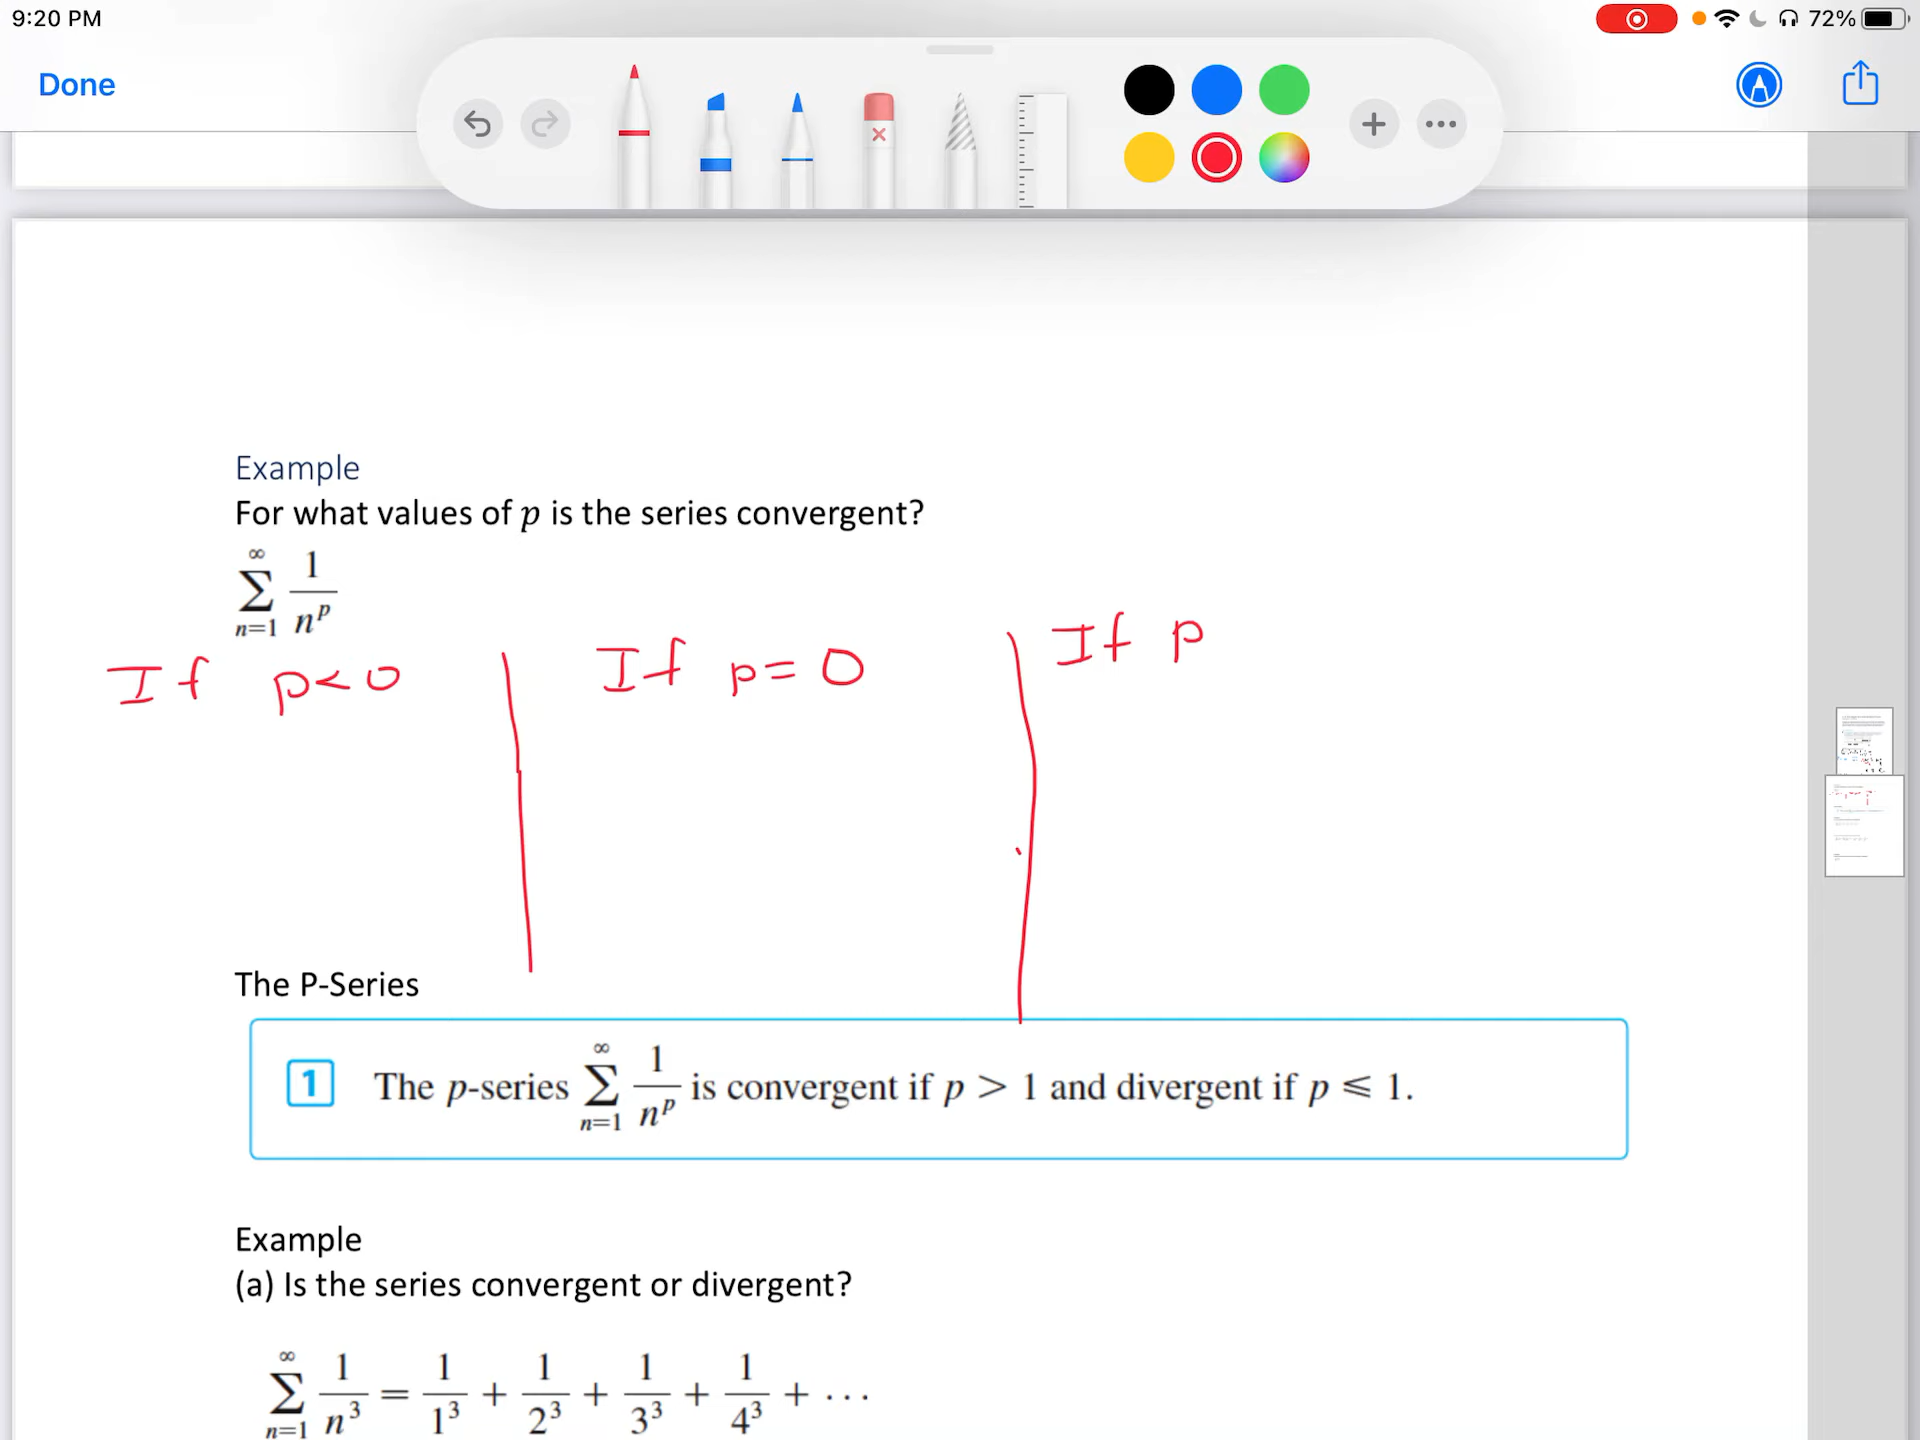 9:20 PM
72%
Done
Example
For what values of p is the series convergent?
∞ Σ n=1 1/n^p
If p<0
If p=0
If p
The P-Series
1 The p-series ∞ Σ n=1 1/n^p is convergent if p > 1 and divergent if p ⩽ 1.
Example
(a) Is the series convergent or divergent?
∞ Σ n=1 1/n^3 = 1/1^3 + 1/2^3 + 1/3^3 + 1/4^3 + ···